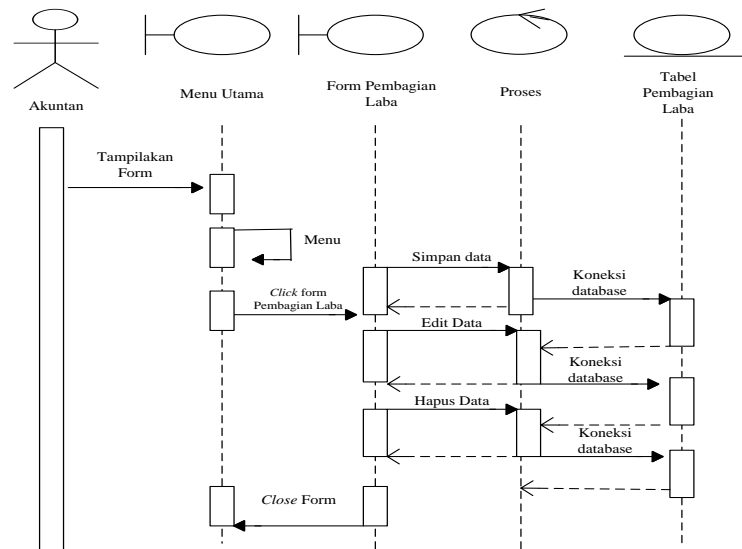 Akuntan
Menu Utama
Form Pembagian
Laba
Proses
Tabel
Pembagian
Laba
Tampilakan
Form
Menu
Simpan data
Koneksi
database
Click form
Pembagian Laba
Edit Data
Koneksi
database
Hapus Data
Koneksi
database
Close Form